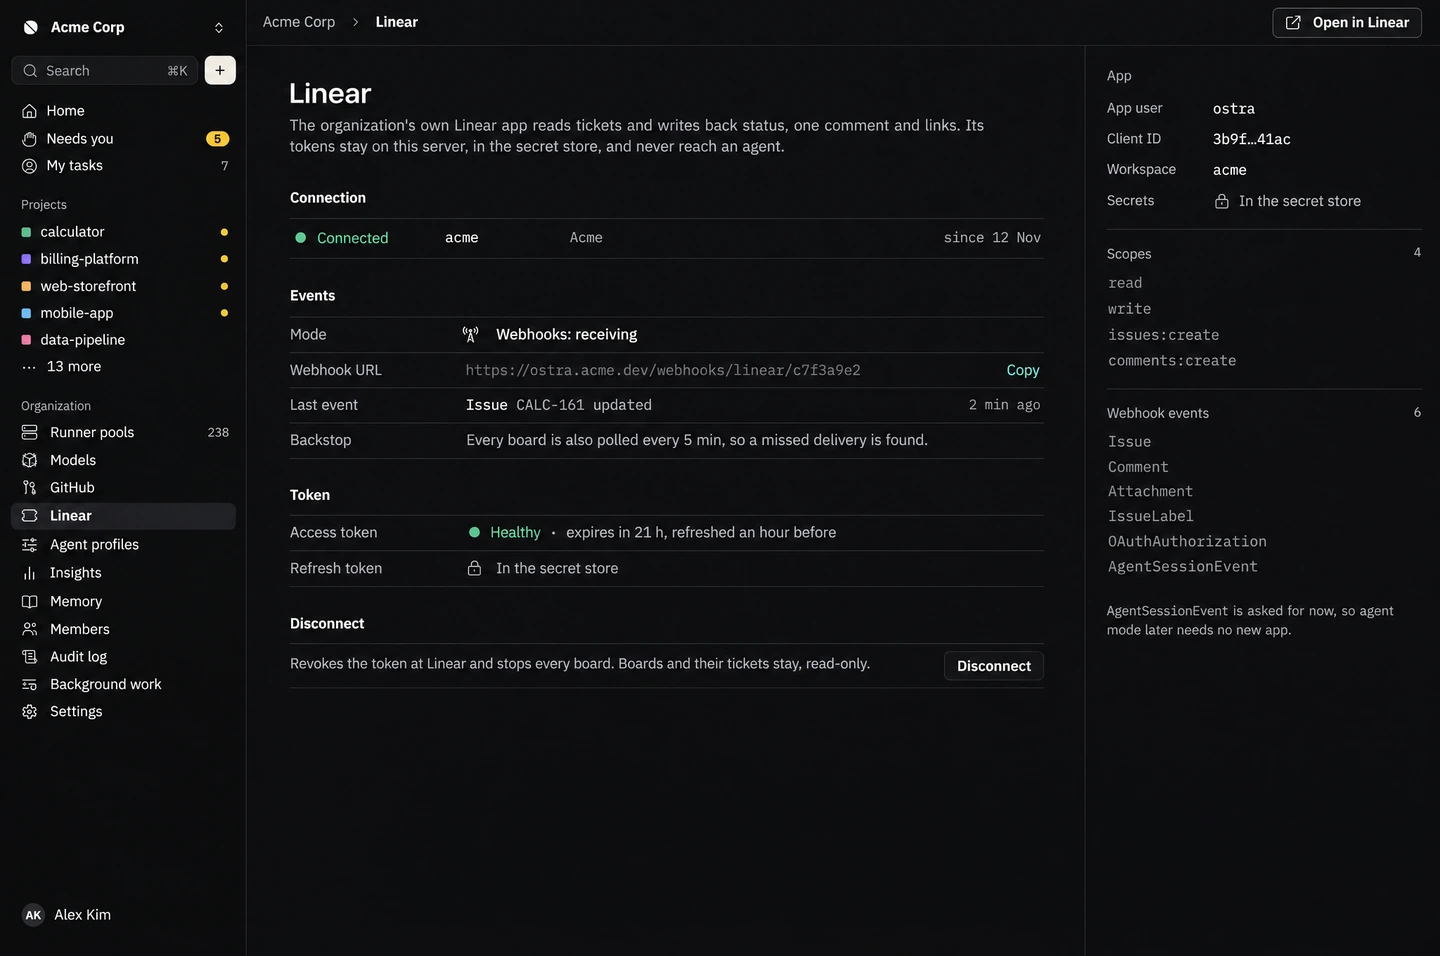 Acme Corp
Search ⌘K +
Home
Needs you 5
My tasks 7
Projects
calculator
billing-platform
web-storefront
mobile-app
data-pipeline
··· 13 more
Organization
Runner pools 238
Models
GitHub
Linear
Agent profiles
Insights
Memory
Members
Audit log
Background work
Settings
AK Alex Kim
Acme Corp › Linear
Open in Linear
Linear
The organization's own Linear app reads tickets and writes back status, one comment and links. Its
tokens stay on this server, in the secret store, and never reach an agent.
Connection
Connected acme Acme since 12 Nov
Events
Mode Webhooks: receiving
Webhook URL https://ostra.acme.dev/webhooks/linear/c7f3a9e2 Copy
Last event Issue CALC-161 updated 2 min ago
Backstop Every board is also polled every 5 min, so a missed delivery is found.
Token
Access token Healthy · expires in 21 h, refreshed an hour before
Refresh token In the secret store
Disconnect
Revokes the token at Linear and stops every board. Boards and their tickets stay, read-only. Disconnect
App
App user ostra
Client ID 3b9f…41ac
Workspace acme
Secrets In the secret store
Scopes 4
read
write
issues:create
comments:create
Webhook events 6
Issue
Comment
Attachment
IssueLabel
OAuthAuthorization
AgentSessionEvent
AgentSessionEvent is asked for now, so agent
mode later needs no new app.